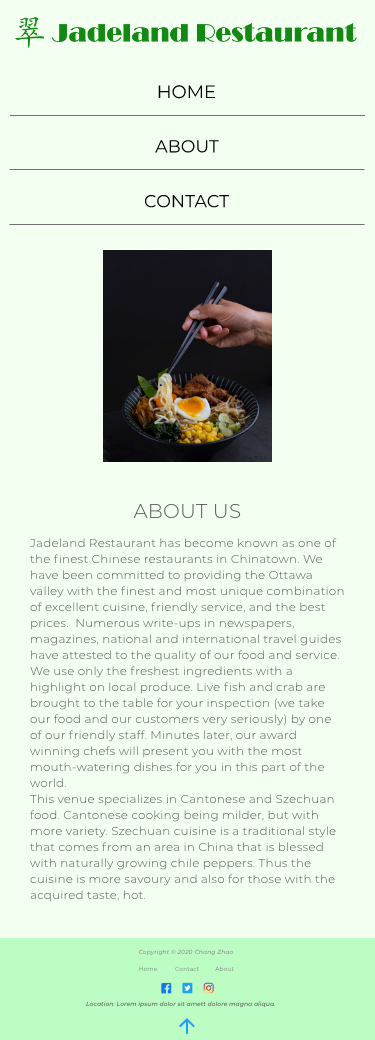 翠 Jadeland Restaurant
HOME
ABOUT
CONTACT
ABOUT US
Jadeland Restaurant has become known as one of
the finest Chinese restaurants in Chinatown. We
have been committed to providing the Ottawa
valley with the finest and most unique combination
of excellent cuisine, friendly service, and the best
prices.  Numerous write-ups in newspapers,
magazines, national and international travel guides
have attested to the quality of our food and service.
We use only the freshest ingredients with a
highlight on local produce. Live fish and crab are
brought to the table for your inspection (we take
our food and our customers very seriously) by one
of our friendly staff. Minutes later, our award
winning chefs will present you with the most
mouth-watering dishes for you in this part of the
world.
This venue specializes in Cantonese and Szechuan
food. Cantonese cooking being milder, but with
more variety. Szechuan cuisine is a traditional style
that comes from an area in China that is blessed
with naturally growing chile peppers. Thus the
cuisine is more savoury and also for those with the
acquired taste, hot.
Copyright © 2020 Chang Zhao
Home Contact About
Location: Lorem ipsum dolor sit amett dolore magna aliqua.